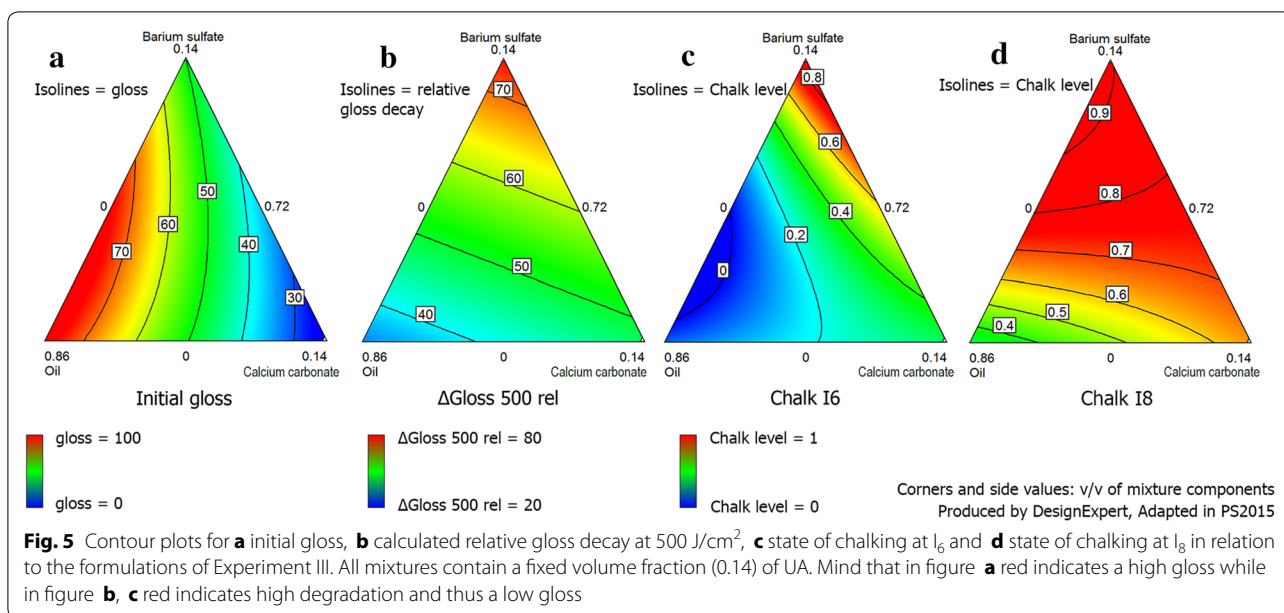 a
Barium sulfate
0.14
Isolines = gloss
50
60
40
0
0.72
70
30
0.86
0
0.14
Oil
Calcium carbonate
Initial gloss
gloss = 100
gloss = 0
b
Barium sulfate
0.14
Isolines = relative
gloss decay
70
60
0
0.72
50
40
0.86
0
0.14
Oil
Calcium carbonate
ΔGloss 500 rel
ΔGloss 500 rel = 80
ΔGloss 500 rel = 20
c
Barium sulfate
0.14
Isolines = Chalk level
0.8
0.6
0
0.72
0.4
0.2
0
0.86
0
0.14
Oil
Calcium carbonate
Chalk I6
Chalk level = 1
Chalk level = 0
d
Barium sulfate
0.14
Isolines = Chalk level
0.9
0.8
0
0.72
0.7
0.6
0.5
0.4
0.86
0
0.14
Oil
Calcium carbonate
Chalk I8
Corners and side values: v/v of mixture components
Produced by DesignExpert, Adapted in PS2015
Fig. 5 Contour plots for a initial gloss, b calculated relative gloss decay at 500 J/cm², c state of chalking at I₆ and d state of chalking at I₈ in relation
to the formulations of Experiment III. All mixtures contain a fixed volume fraction (0.14) of UA. Mind that in figure a red indicates a high gloss while
in figure b, c red indicates high degradation and thus a low gloss